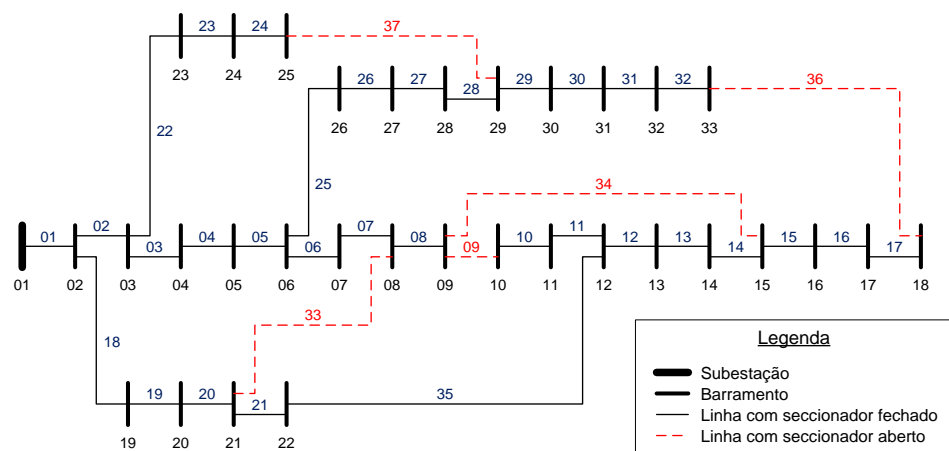 23 24 37
23 24 25
26 27 28 29 30 31 32 36
26 27 28 29 30 31 32 33
22
25
34
01 02 03 04 05 06 07 08 09 10 11 12 13 14 15 16 17
01 02 03 04 05 06 07 08 09 10 11 12 13 14 15 16 17 18
33
18
19 20 21 35
19 20 21 22
Legenda
Subestação
Barramento
Linha com seccionador fechado
Linha com seccionador aberto